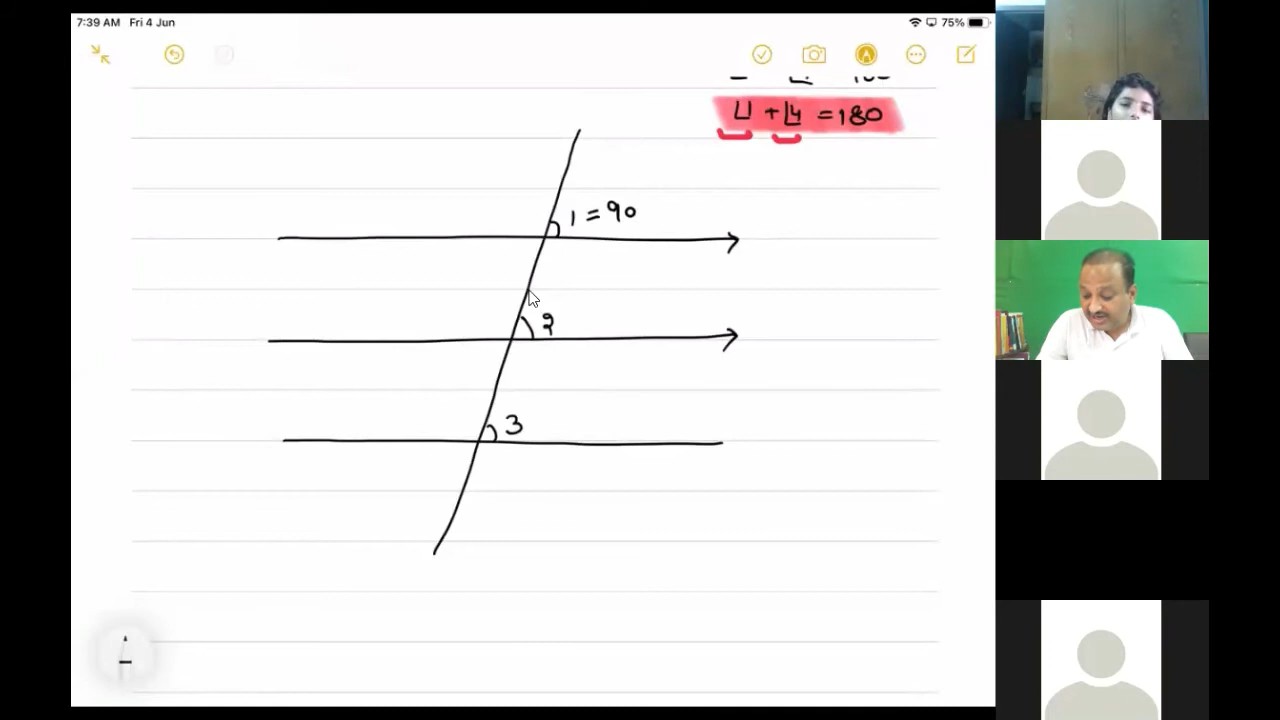 7:39 AM Fri 4 Jun
75%
∠1 + ∠4 = 180
1 = 90
2
3